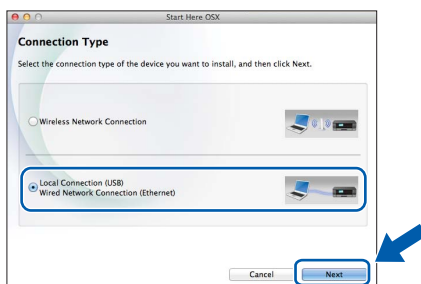 Start Here OSX
Connection Type
Select the connection type of the device you want to install, and then click Next.
Wireless Network Connection
Local Connection (USB)
Wired Network Connection (Ethernet)
Cancel
Next